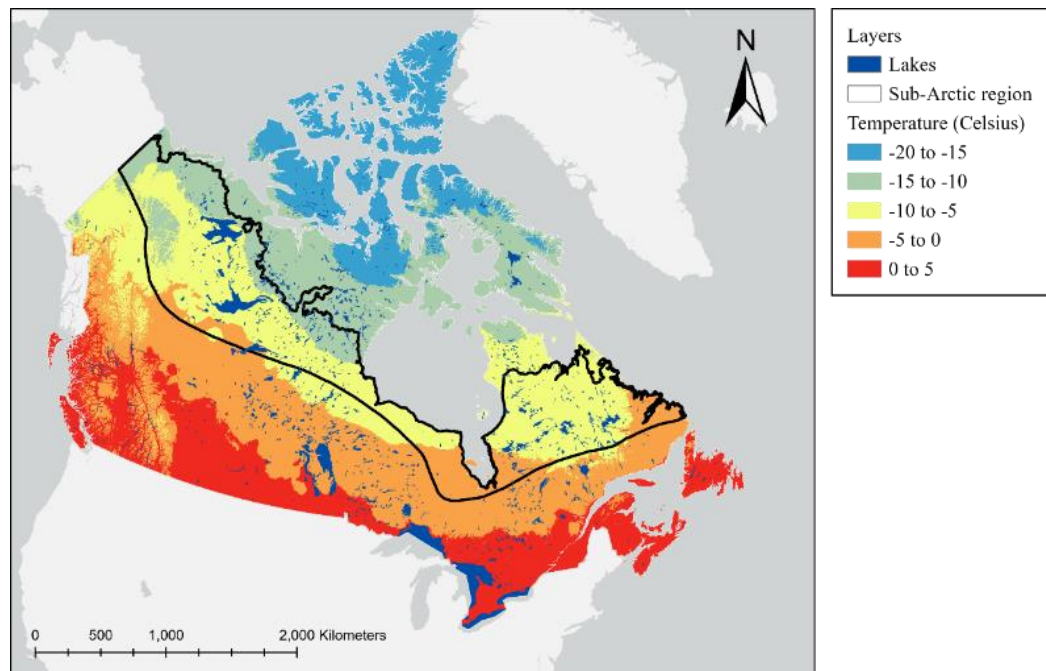 N
0 500 1,000 2,000 Kilometers
Layers
Lakes
Sub-Arctic region
Temperature (Celsius)
-20 to -15
-15 to -10
-10 to -5
-5 to 0
0 to 5